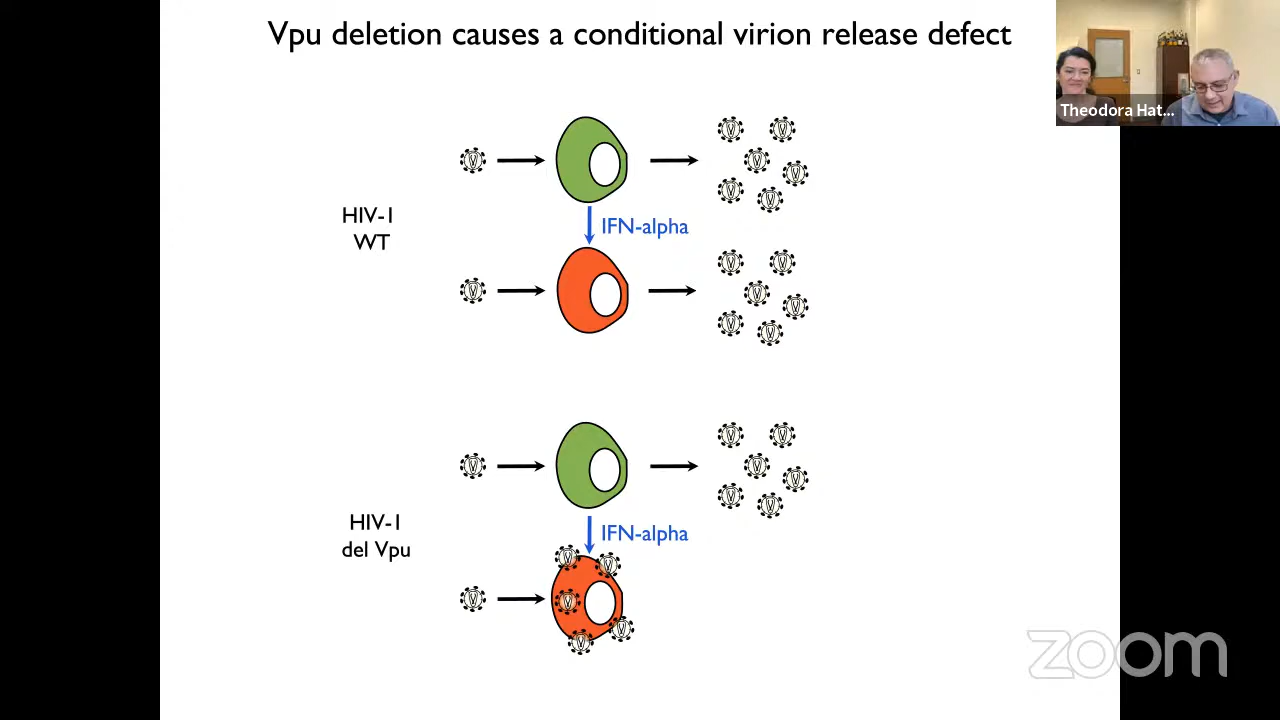 Vpu deletion causes a conditional virion release defect
Theodora Hat...
HIV-1
WT
IFN-alpha
HIV-1
del Vpu
IFN-alpha
zoom